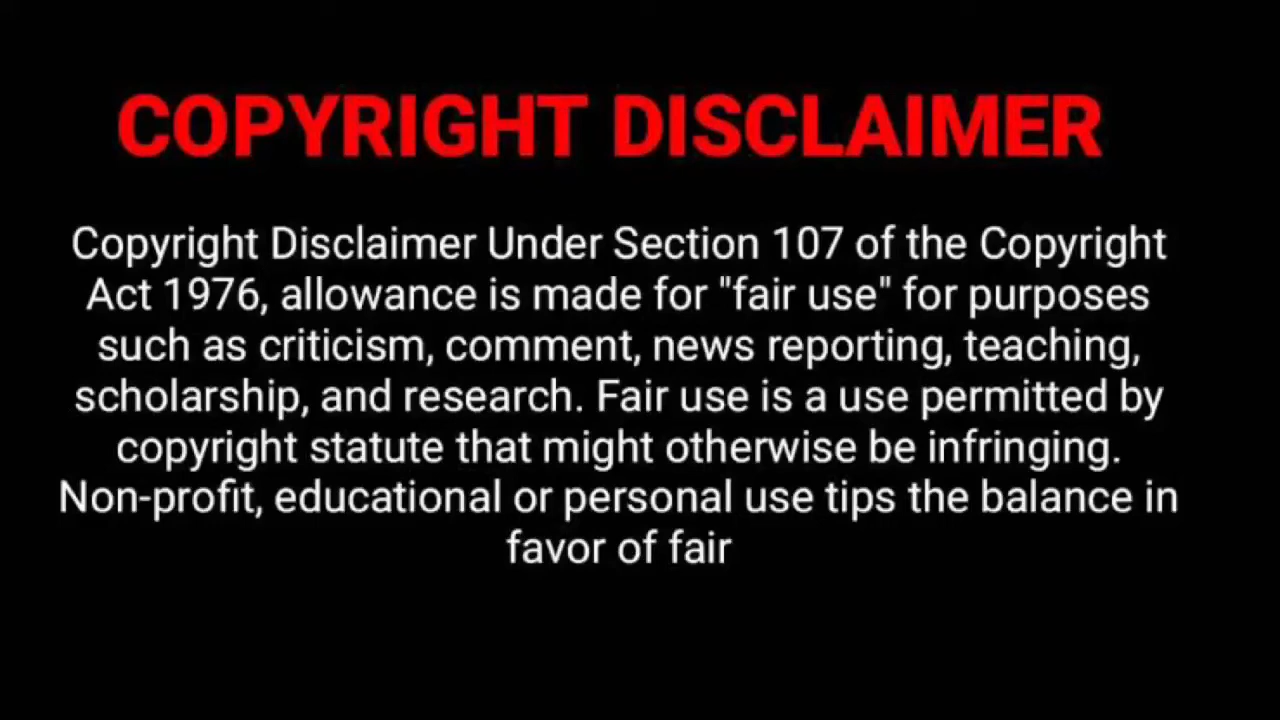 COPYRIGHT DISCLAIMER
Copyright Disclaimer Under Section 107 of the Copyright
Act 1976, allowance is made for "fair use" for purposes
such as criticism, comment, news reporting, teaching,
scholarship, and research. Fair use is a use permitted by
copyright statute that might otherwise be infringing.
Non-profit, educational or personal use tips the balance in
favor of fair